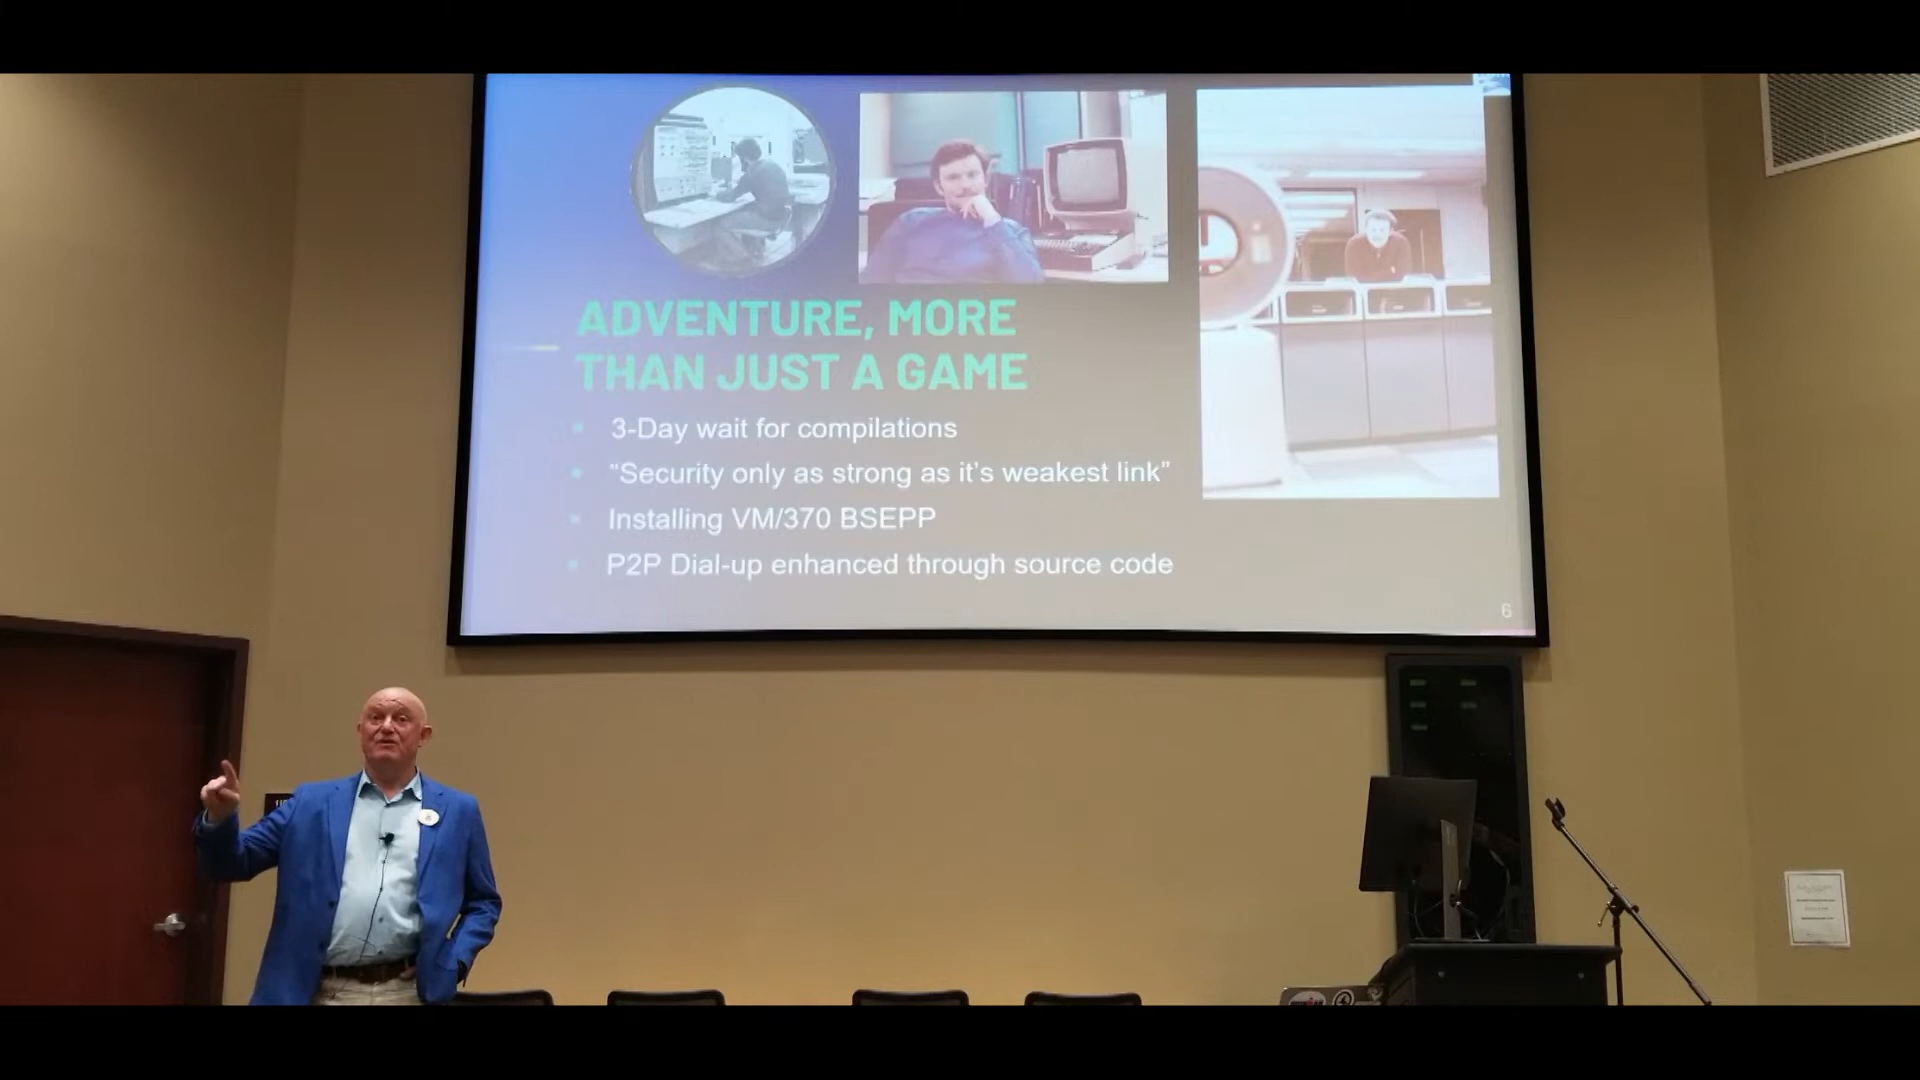 ADVENTURE, MORE
THAN JUST A GAME
3-Day wait for compilations
“Security only as strong as it’s weakest link”
Installing VM/370 BSEPP
P2P Dial-up enhanced through source code
6